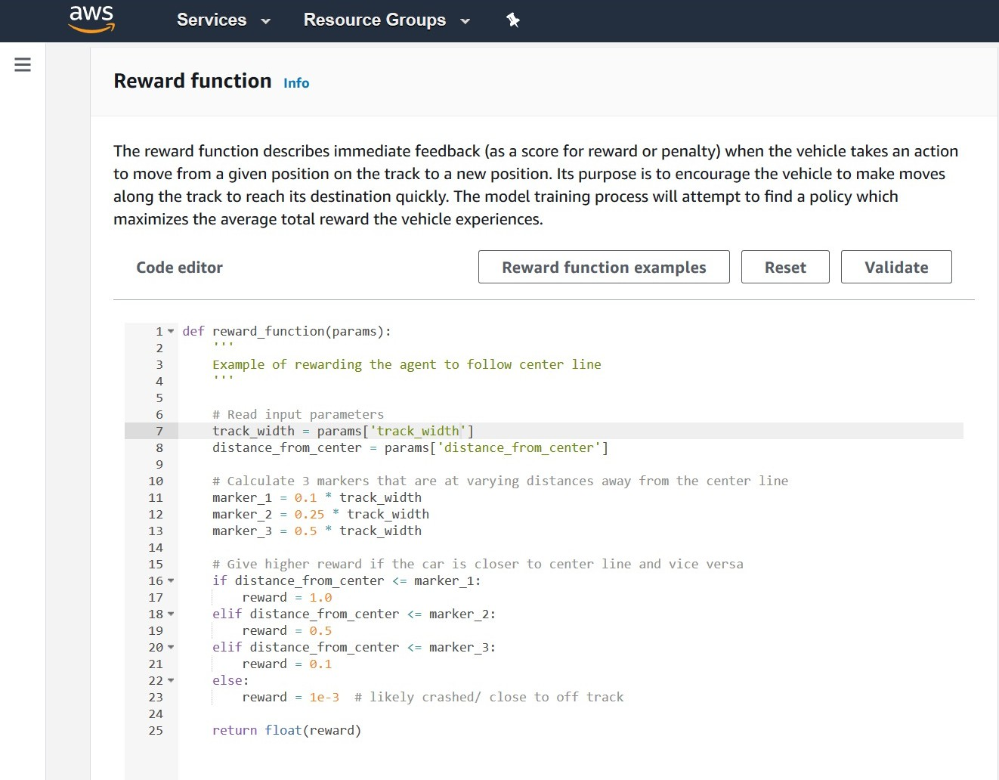 aws Services Resource Groups
Reward function Info
The reward function describes immediate feedback (as a score for reward or penalty) when the vehicle takes an action
to move from a given position on the track to a new position. Its purpose is to encourage the vehicle to make moves
along the track to reach its destination quickly. The model training process will attempt to find a policy which
maximizes the average total reward the vehicle experiences.
Code editor Reward function examples Reset Validate
1 def reward_function(params):
2     '''
3     Example of rewarding the agent to follow center line
4     '''
5
6     # Read input parameters
7     track_width = params['track_width']
8     distance_from_center = params['distance_from_center']
9
10     # Calculate 3 markers that are at varying distances away from the center line
11     marker_1 = 0.1 * track_width
12     marker_2 = 0.25 * track_width
13     marker_3 = 0.5 * track_width
14
15     # Give higher reward if the car is closer to center line and vice versa
16     if distance_from_center <= marker_1:
17         reward = 1.0
18     elif distance_from_center <= marker_2:
19         reward = 0.5
20     elif distance_from_center <= marker_3:
21         reward = 0.1
22     else:
23         reward = 1e-3  # likely crashed/ close to off track
24
25     return float(reward)